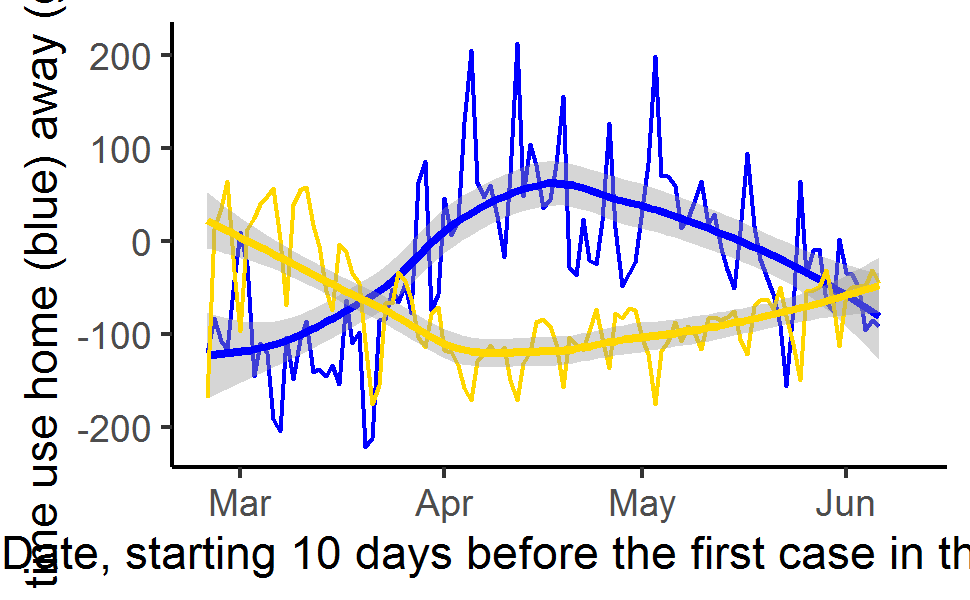 time use home (blue) away (
200
100
0
-100
-200
Mar Apr May Jun
Date, starting 10 days before the first case in th